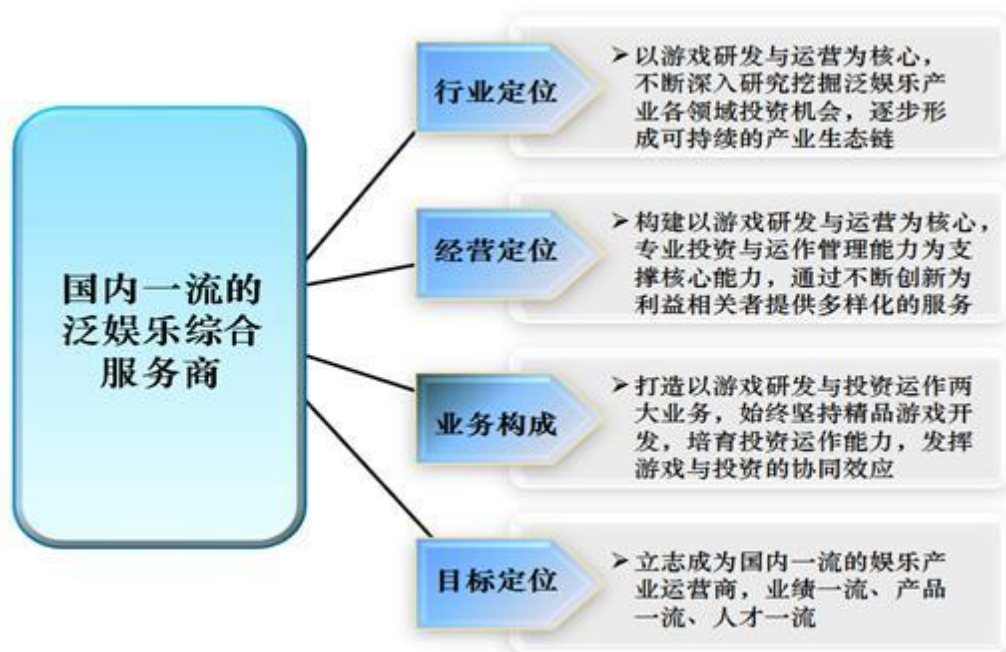 国内一流的
泛娱乐综合
服务商
行业定位
➢以游戏研发与运营为核心，
不断深入研究挖掘泛娱乐产
业各领域投资机会，逐步形
成可持续的产业生态链
经营定位
➢构建以游戏研发与运营为核心，
专业投资与运作管理能力为支
撑核心能力，通过不断创新为
利益相关者提供多样化的服务
业务构成
➢打造以游戏研发与投资运作两
大业务，始终坚持精品游戏开
发，培育投资运作能力，发挥
游戏与投资的协同效应
目标定位
➢立志成为国内一流的娱乐产
业运营商，业绩一流、产品
一流、人才一流